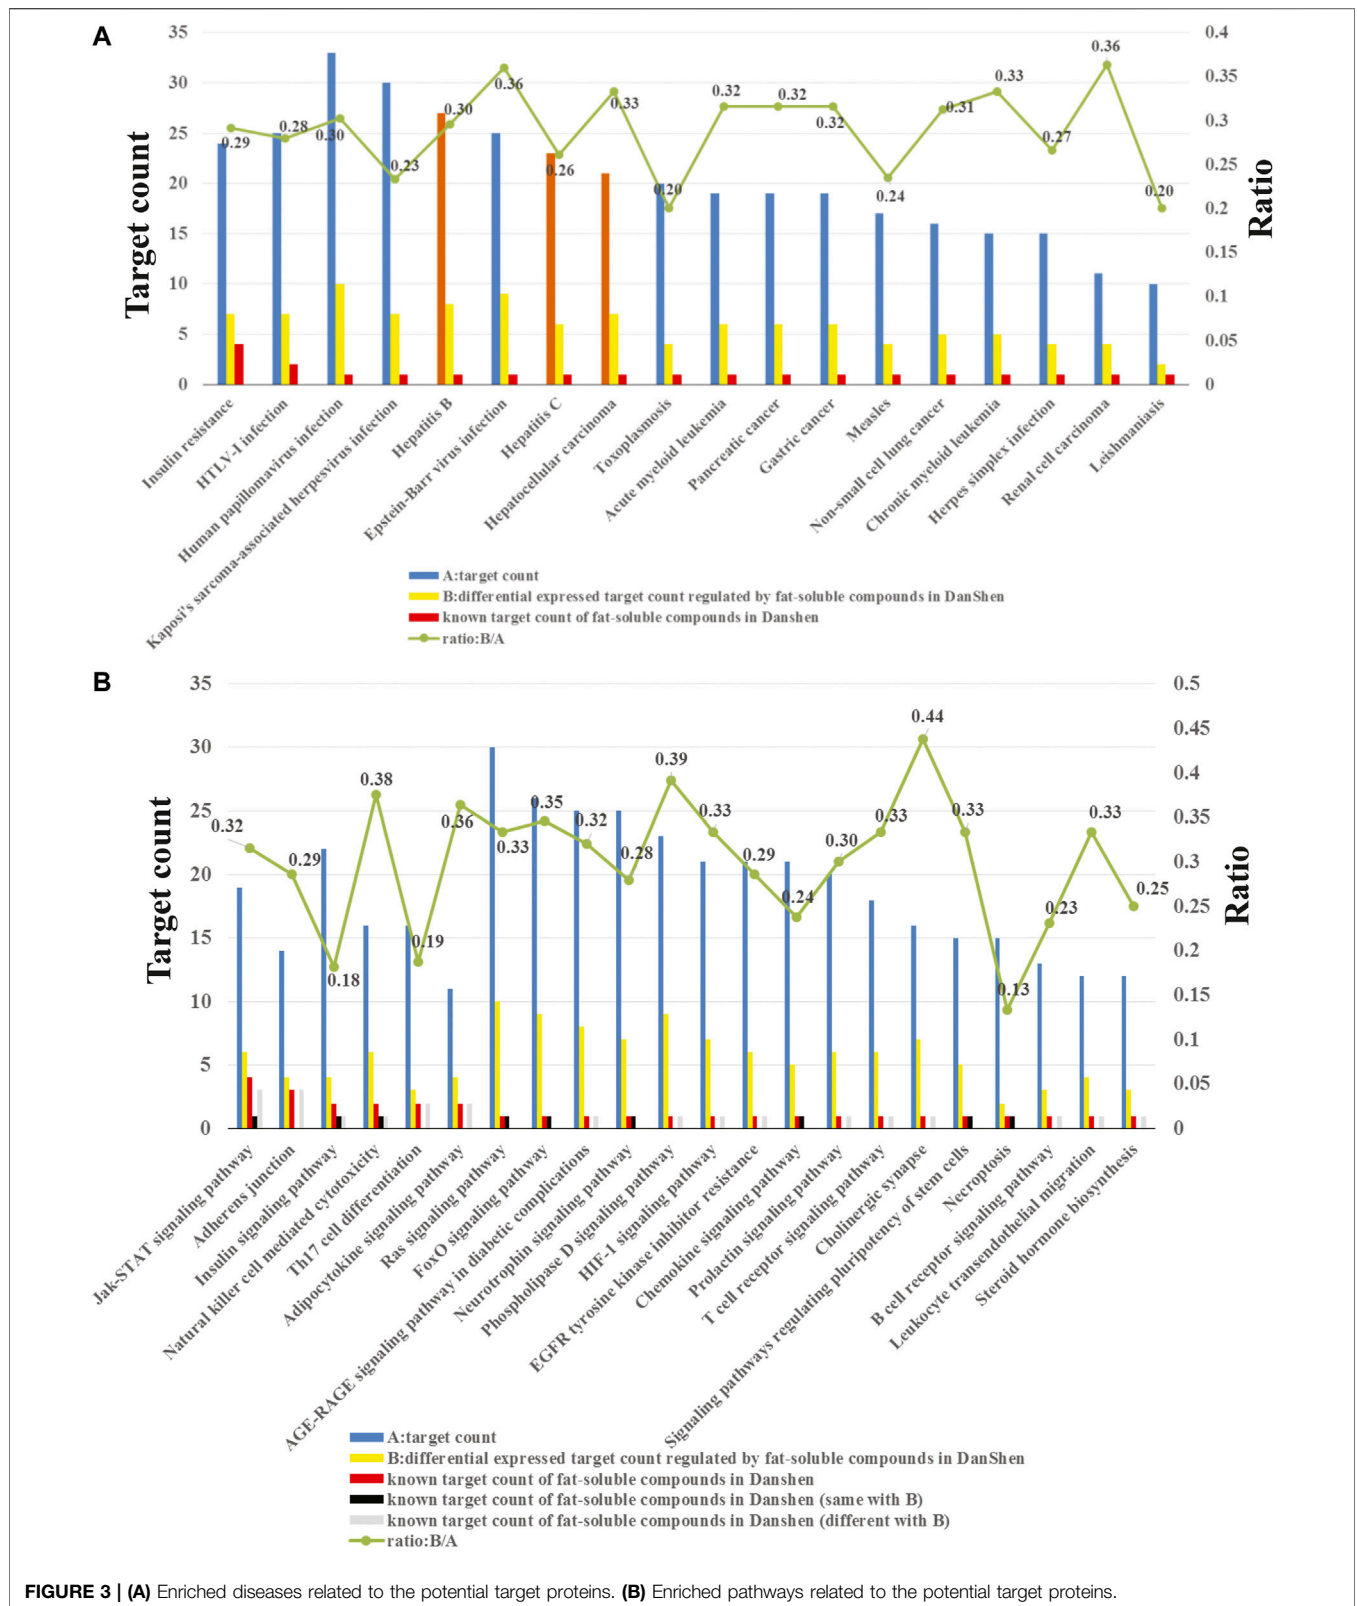 A
35
30
25
20
15
10
5
0
Target count
0.4
0.35
0.3
0.25
0.2
0.15
0.1
0.05
0
Ratio
0.29
0.28
0.30
0.23
0.30
0.36
0.26
0.33
0.20
0.32
0.32
0.32
0.24
0.31
0.33
0.27
0.36
0.20
Insulin resistance
HTLV-1 infection
Human papillomavirus infection
Kaposi's sarcoma-associated herpesvirus infection
Hepatitis B
Epstein-Barr virus infection
Hepatitis C
Hepatocellular carcinoma
Toxoplasmosis
Acute myeloid leukemia
Pancreatic cancer
Gastric cancer
Measles
Non-small cell lung cancer
Chronic myeloid leukemia
Herpes simplex infection
Renal cell carcinoma
Leishmaniasis
A:target count
B:differential expressed target count regulated by fat-soluble compounds in DanShen
known target count of fat-soluble compounds in Danshen
ratio:B/A
B
35
30
25
20
15
10
5
0
Target count
0.5
0.45
0.4
0.35
0.3
0.25
0.2
0.15
0.1
0.05
0
Ratio
0.32
0.29
0.18
0.38
0.19
0.36
0.33
0.35
0.32
0.28
0.39
0.33
0.29
0.24
0.30
0.33
0.44
0.33
0.13
0.23
0.33
0.25
Jak-STAT signaling pathway
Adherens junction
Insulin signaling pathway
Natural killer cell mediated cytotoxicity
Th17 cell differentiation
Adipocytokine signaling pathway
Ras signaling pathway
FoxO signaling pathway
AGE-RAGE signaling pathway in diabetic complications
Neurotrophin signaling pathway
Phospholipase D signaling pathway
HIF-1 signaling pathway
EGFR tyrosine kinase inhibitor resistance
Chemokine signaling pathway
Prolactin signaling pathway
T cell receptor signaling pathway
Cholinergic synapse
Signaling pathways regulating pluripotency of stem cells
Necroptosis
B cell receptor signaling pathway
Leukocyte transendothelial migration
Steroid hormone biosynthesis
A:target count
B:differential expressed target count regulated by fat-soluble compounds in DanShen
known target count of fat-soluble compounds in Danshen
known target count of fat-soluble compounds in Danshen (same with B)
known target count of fat-soluble compounds in Danshen (different with B)
ratio:B/A
FIGURE 3 | (A) Enriched diseases related to the potential target proteins. (B) Enriched pathways related to the potential target proteins.